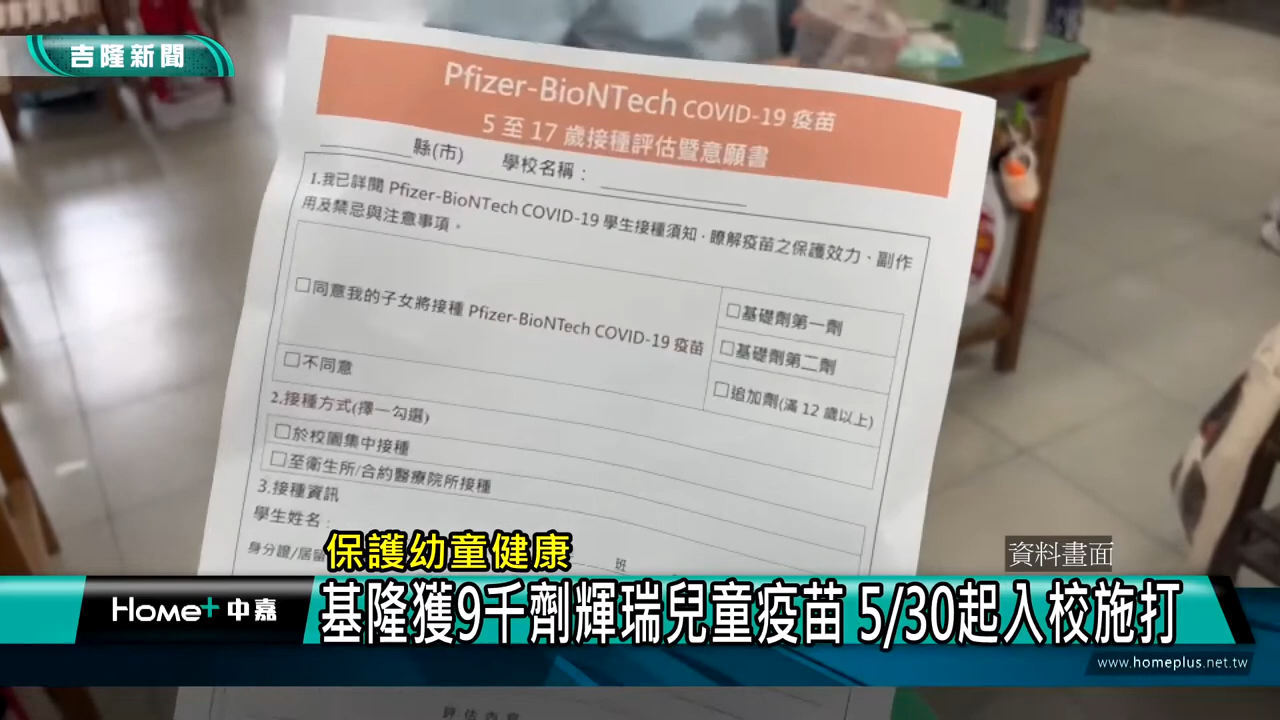 吉隆新聞
Pfizer-BioNTech COVID-19 疫苗
5 至 17 歲接種評估暨意願書
縣(市) 學校名稱：
1.我已詳閱 Pfizer-BioNTech COVID-19 學生接種須知，瞭解疫苗之保護效力、副作
用及禁忌與注意事項。
□同意我的子女將接種 Pfizer-BioNTech COVID-19 疫苗
□基礎劑第一劑
□基礎劑第二劑
□追加劑(滿 12 歲以上)
□不同意
2.接種方式(擇一勾選)
□於校園集中接種
□至衛生所/合約醫療院所接種
3.接種資訊
學生姓名：
身分證/居留
班
保護幼童健康
資料畫面
Home+中嘉
基隆獲9千劑輝瑞兒童疫苗 5/30起入校施打
www.homeplus.net.tw